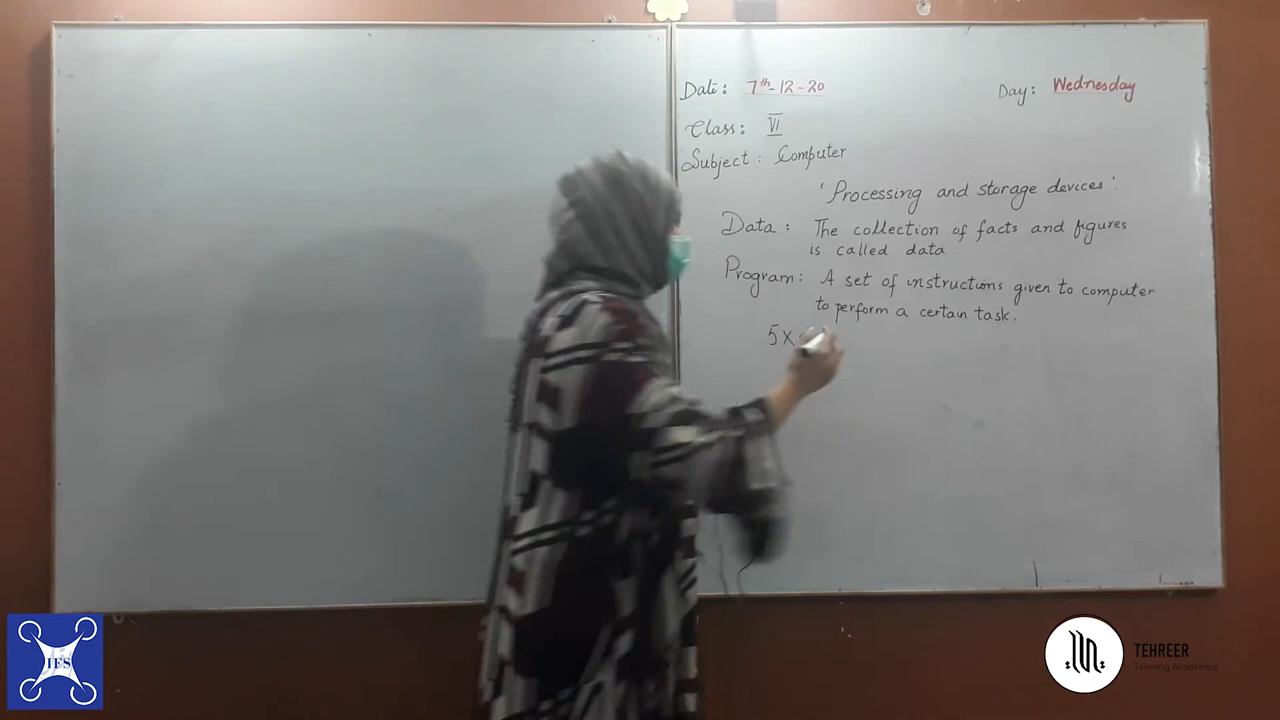 Date: 7th-12-20 Day: Wednesday
Class: VI
Subject: Computer
'Processing and storage devices'.
Data: The collection of facts and figures
is called data.
Program: A set of instructions given to computer
to perform a certain task.
5x
IFS
TEHREER
Tailoring Academics